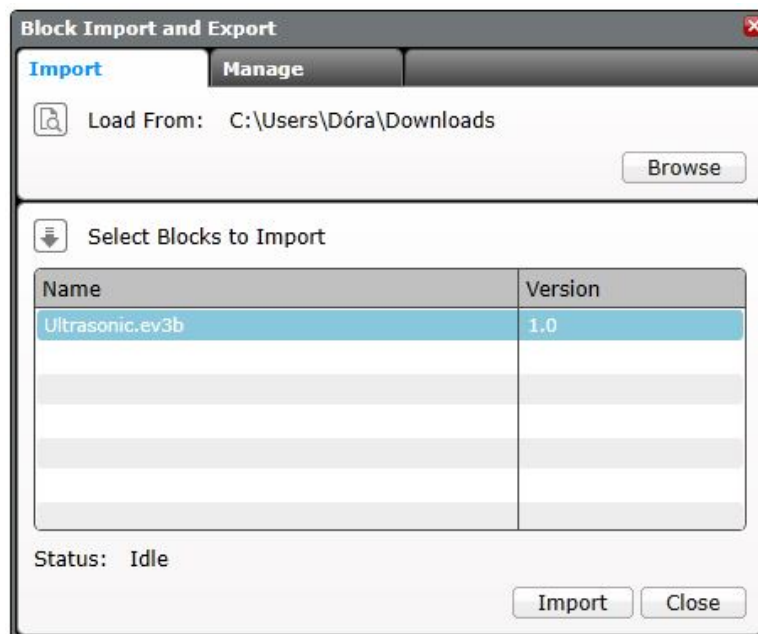 Block Import and Export
Import Manage
Load From: C:\Users\Dóra\Downloads
Browse
Select Blocks to Import
Name Version
Ultrasonic.ev3b 1.0
Status: Idle
Import Close